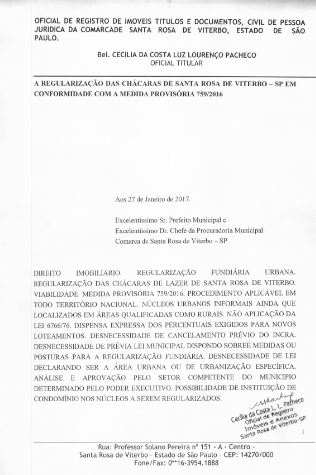 OFICIAL DE REGISTRO DE IMOVEIS TITULOS E DOCUMENTOS, CIVIL DE PESSOA
JURIDICA DA COMARCADE SANTA ROSA DE VITERBO, ESTADO DE SÃO
PAULO.
Bel. CECILIA DA COSTA LUZ LOURENÇO PACHECO
OFICIAL TITULAR
A REGULARIZAÇÃO DAS CHÁCARAS DE SANTA ROSA DE VITERBO – SP EM
CONFORMIDADE COM A MEDIDA PROVISÓRIA 759/2016
Aos 27 de Janeiro de 2017.
Excelentíssimo Sr. Prefeito Municipal e
Excelentíssimo Dr. Chefe da Procuradoria Municipal
Comarca de Santa Rosa de Viterbo – SP
DIREITO IMOBILIARIO. REGULARIZAÇÃO FUNDIÁRIA URBANA.
REGULARIZAÇÃO DAS CHÁCARAS DE LAZER DE SANTA ROSA DE VITERBO.
VIABILIDADE. MEDIDA PROVISÓRIA 759/2016. PROCEDIMENTO APLICÁVEL EM
TODO TERRITÓRIO NACIONAL. NÚCLEOS URBANOS INFORMAIS AINDA QUE
LOCALIZADOS EM ÁREAS QUALIFICADAS COMO RURAIS. NÃO APLICAÇÃO DA
LEI 6766/76. DISPENSA EXPRESSA DOS PERCENTUAIS EXIGIDOS PARA NOVOS
LOTEAMENTOS. DESNECESSIDADE DE CANCELAMENTO PRÉVIO DO INCRA.
DESNECESSIDADE DE PRÉVIA LEI MUNICIPAL DISPONDO SOBRE MEDIDAS OU
POSTURAS PARA A REGULARIZAÇÃO FUNDIÁRIA. DESNECESSIDADE DE LEI
DECLARANDO SER A ÁREA URBANA OU DE URBANIZAÇÃO ESPECÍFICA.
ANÁLISE E APROVAÇÃO PELO SETOR COMPETENTE DO MUNICÍPIO
DETERMINADO PELO PODER EXECUTIVO. POSSIBILIDADE DE INSTITUIÇÃO DE
CONDOMÍNIO NOS NÚCLEOS A SEREM REGULARIZADOS.
Cecília da Costa L. L. Pacheco
Oficial de Registro
Imóveis e Anexos
Santa Rosa de Viterbo-SP
1
Rua: Professor Solano Pereira n° 151 - A - Centro -
Santa Rosa de Viterbo - Estado de São Paulo - CEP: 14270/000
Fone/Fax: 0**16-3954.1888